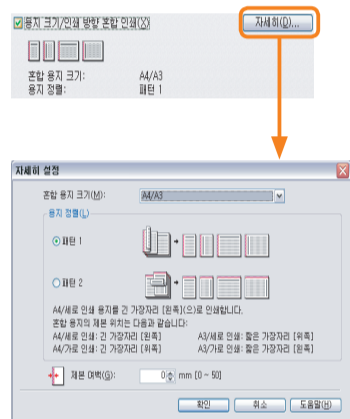 용지 크기/인쇄 방향 혼합 인쇄(X)
자세히(D)...
혼합 용지 크기: A4/A3
용지 정렬: 패턴 1
자세히 설정
혼합 용지 크기(M): A4/A3
용지 정렬(L)
패턴 1
패턴 2
A4/세로 인쇄 용지를 긴 가장자리 [왼쪽](으)로 인쇄합니다.
혼합 용지의 제본 위치는 다음과 같습니다:
A4/세로 인쇄: 긴 가장자리 [왼쪽] A3/세로 인쇄: 짧은 가장자리 [위쪽]
A4/가로 인쇄: 긴 가장자리 [위쪽] A3/가로 인쇄: 짧은 가장자리 [왼쪽]
제본 여백(G): 0 mm [0 ~ 50]
확인 취소 도움말(H)